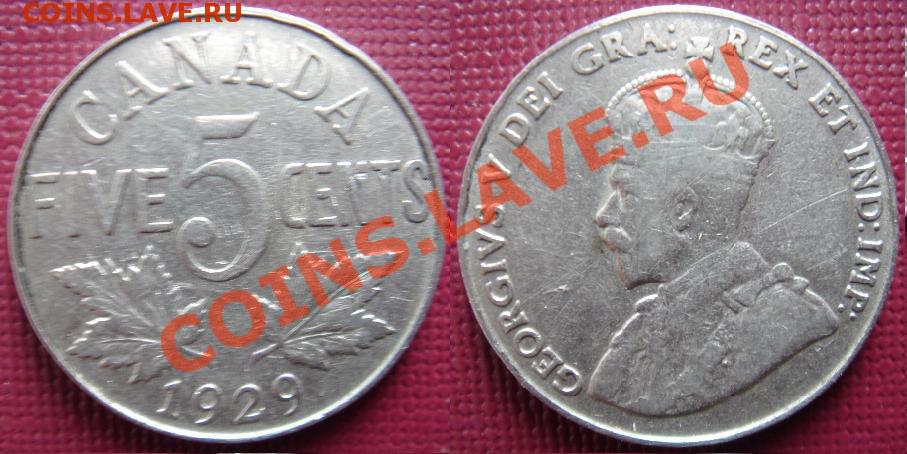 COINS.LAVE.RU
CANADA
FIVE 5 CENTS
1929
GEORGIVS V DEI GRA: REX ET IND:IMP:
COINS.LAVE.RU